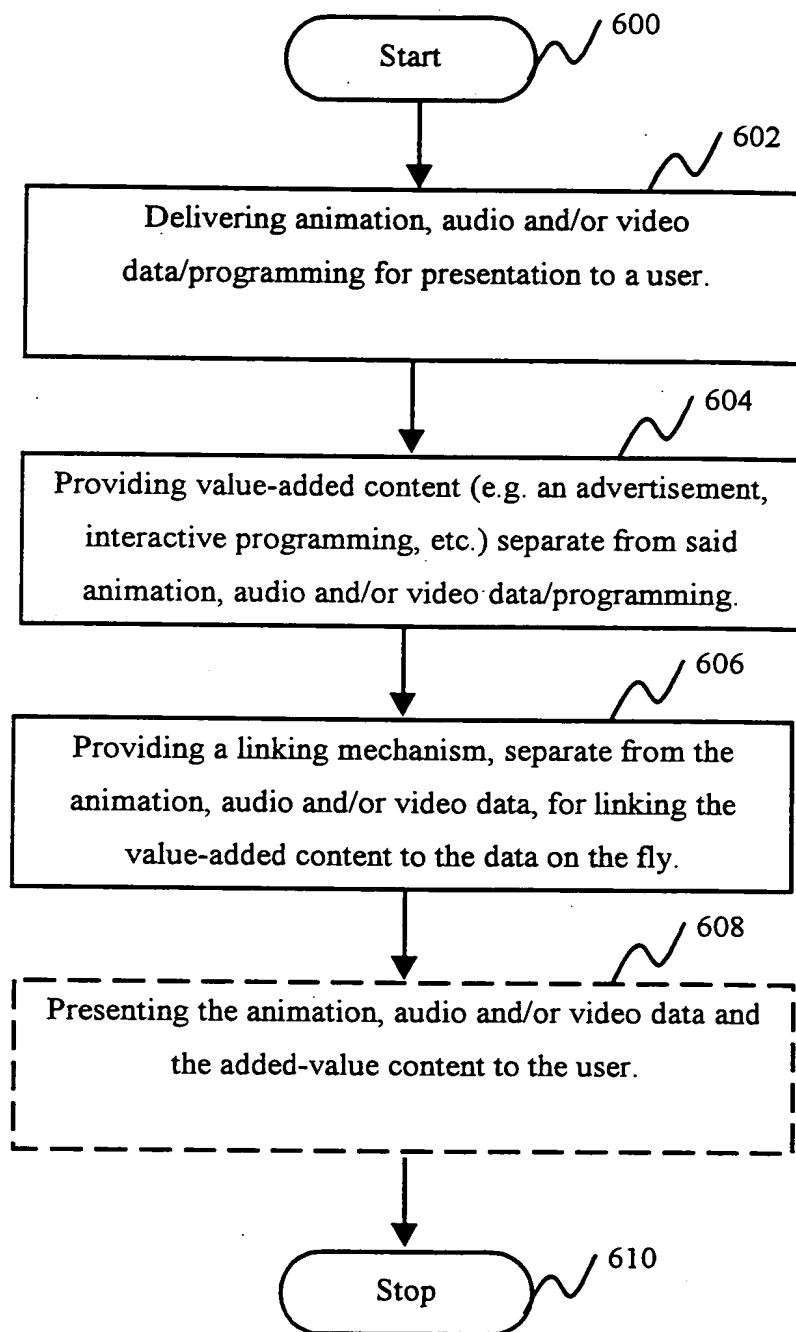 600
Start
602
Delivering animation, audio and/or video
data/programming for presentation to a user.
604
Providing value-added content (e.g. an advertisement,
interactive programming, etc.) separate from said
animation, audio and/or video data/programming.
606
Providing a linking mechanism, separate from the
animation, audio and/or video data, for linking the
value-added content to the data on the fly.
608
Presenting the animation, audio and/or video data and
the added-value content to the user.
610
Stop